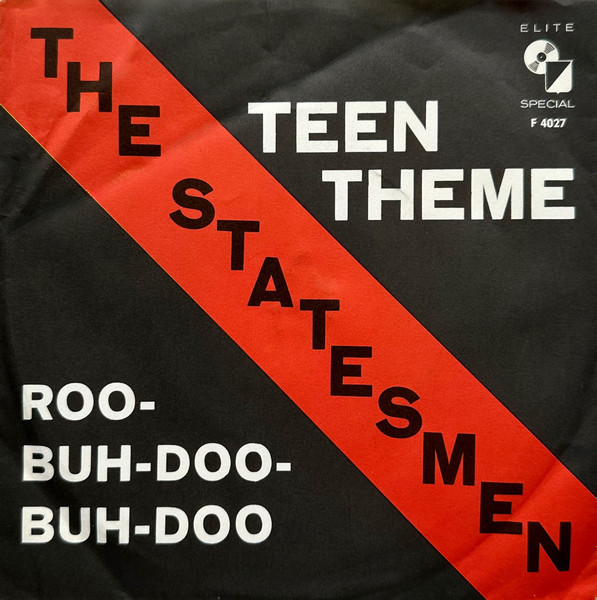 THE STATESMEN
TEEN
THEME
ELITE
SPECIAL
F 4027
ROO-
BUH-DOO-
BUH-DOO